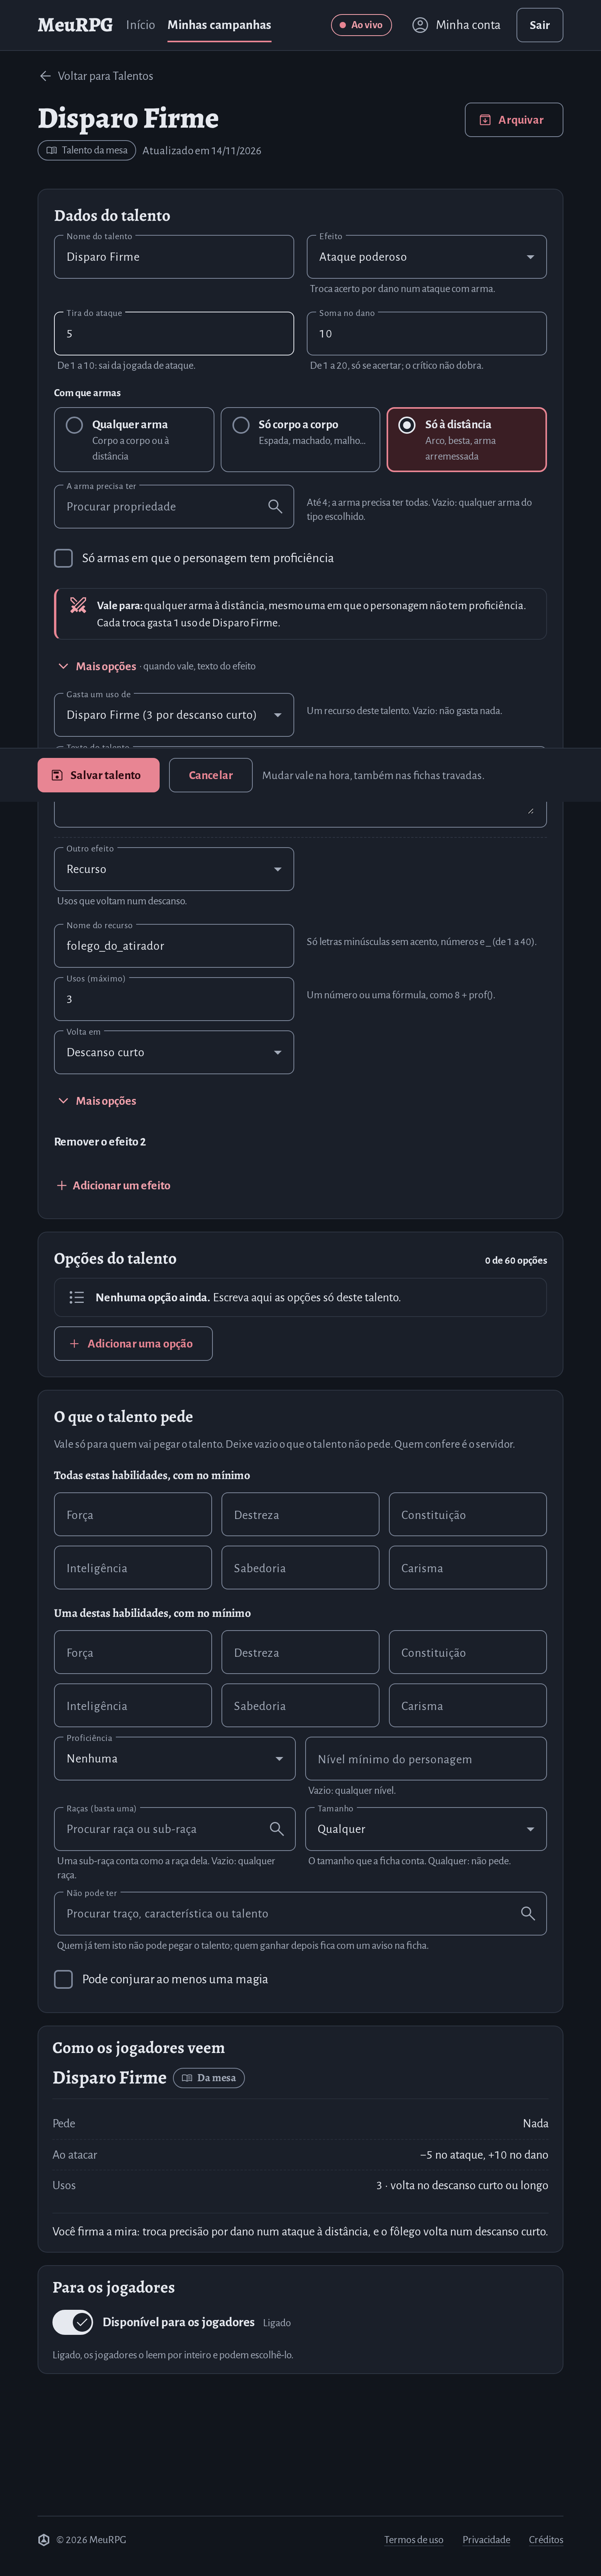 MeuRPG Início Minhas campanhas Ao vivo Minha conta Sair
Voltar para Talentos
Disparo Firme
Arquivar
Talento da mesa Atualizado em 14/11/2026
Dados do talento
Nome do talento
Disparo Firme
Efeito
Ataque poderoso
Troca acerto por dano num ataque com arma.
Tira do ataque
5
De 1 a 10: sai da jogada de ataque.
Soma no dano
10
De 1 a 20, só se acertar; o crítico não dobra.
Com que armas
Qualquer arma
Corpo a corpo ou à
distância
Só corpo a corpo
Espada, machado, malho...
Só à distância
Arco, besta, arma
arremessada
A arma precisa ter
Procurar propriedade
Até 4; a arma precisa ter todas. Vazio: qualquer arma do
tipo escolhido.
Só armas em que o personagem tem proficiência
Vale para: qualquer arma à distância, mesmo uma em que o personagem não tem proficiência.
Cada troca gasta 1 uso de Disparo Firme.
Mais opções · quando vale, texto do efeito
Gasta um uso de
Disparo Firme (3 por descanso curto)
Um recurso deste talento. Vazio: não gasta nada.
Texto do talento
Salvar talento Cancelar Mudar vale na hora, também nas fichas travadas.
Outro efeito
Recurso
Usos que voltam num descanso.
Nome do recurso
folego_do_atirador
Só letras minúsculas sem acento, números e _ (de 1 a 40).
Usos (máximo)
3
Um número ou uma fórmula, como 8 + prof().
Volta em
Descanso curto
Mais opções
Remover o efeito 2
Adicionar um efeito
Opções do talento
0 de 60 opções
Nenhuma opção ainda. Escreva aqui as opções só deste talento.
Adicionar uma opção
O que o talento pede
Vale só para quem vai pegar o talento. Deixe vazio o que o talento não pede. Quem confere é o servidor.
Todas estas habilidades, com no mínimo
Força Destreza Constituição
Inteligência Sabedoria Carisma
Uma destas habilidades, com no mínimo
Força Destreza Constituição
Inteligência Sabedoria Carisma
Proficiência
Nenhuma
Nível mínimo do personagem
Vazio: qualquer nível.
Raças (basta uma)
Procurar raça ou sub-raça
Uma sub-raça conta como a raça dela. Vazio: qualquer
raça.
Tamanho
Qualquer
O tamanho que a ficha conta. Qualquer: não pede.
Não pode ter
Procurar traço, característica ou talento
Quem já tem isto não pode pegar o talento; quem ganhar depois fica com um aviso na ficha.
Pode conjurar ao menos uma magia
Como os jogadores veem
Disparo Firme Da mesa
Pede Nada
Ao atacar −5 no ataque, +10 no dano
Usos 3 · volta no descanso curto ou longo
Você firma a mira: troca precisão por dano num ataque à distância, e o fôlego volta num descanso curto.
Para os jogadores
Disponível para os jogadores Ligado
Ligado, os jogadores o leem por inteiro e podem escolhê-lo.
© 2026 MeuRPG Termos de uso Privacidade Créditos